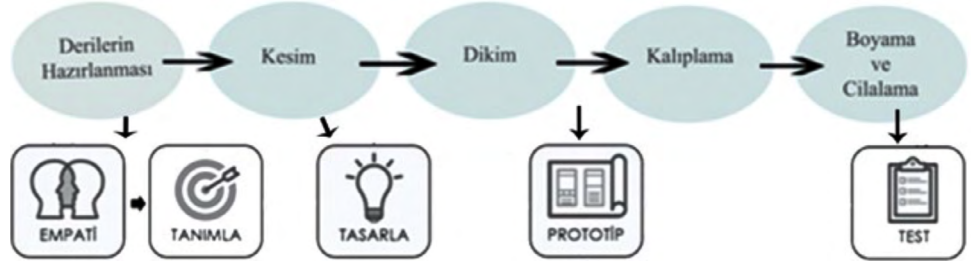 Derilerin
Hazırlanması
Kesim
Dikim
Kalıplama
Boyama
ve
Cilalama
EMPATİ
TANIMLA
TASARLA
PROTOTİP
TEST